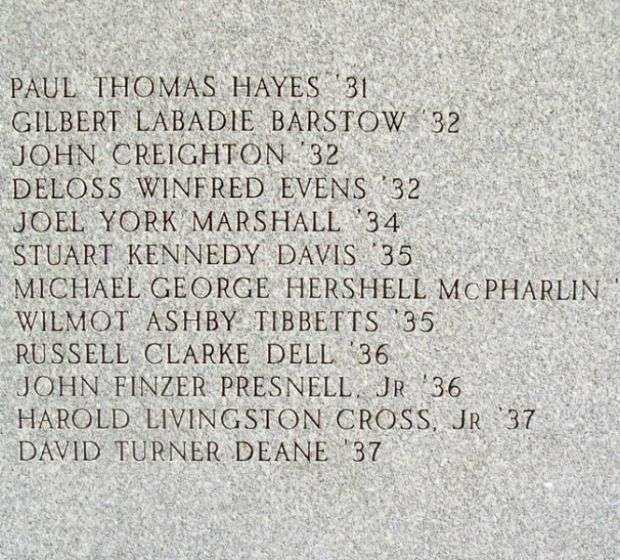 PAUL THOMAS HAYES '31
GILBERT LABADIE BARSTOW '32
JOHN CREIGHTON '32
DELOSS WINFRED EVENS '32
JOEL YORK MARSHALL '34
STUART KENNEDY DAVIS '35
MICHAEL GEORGE HERSHELL McPHARLIN '
WILMOT ASHBY TIBBETTS '35
RUSSELL CLARKE DELL '36
JOHN FINZER PRESNELL, JR '36
HAROLD LIVINGSTON CROSS, JR '37
DAVID TURNER DEANE '37